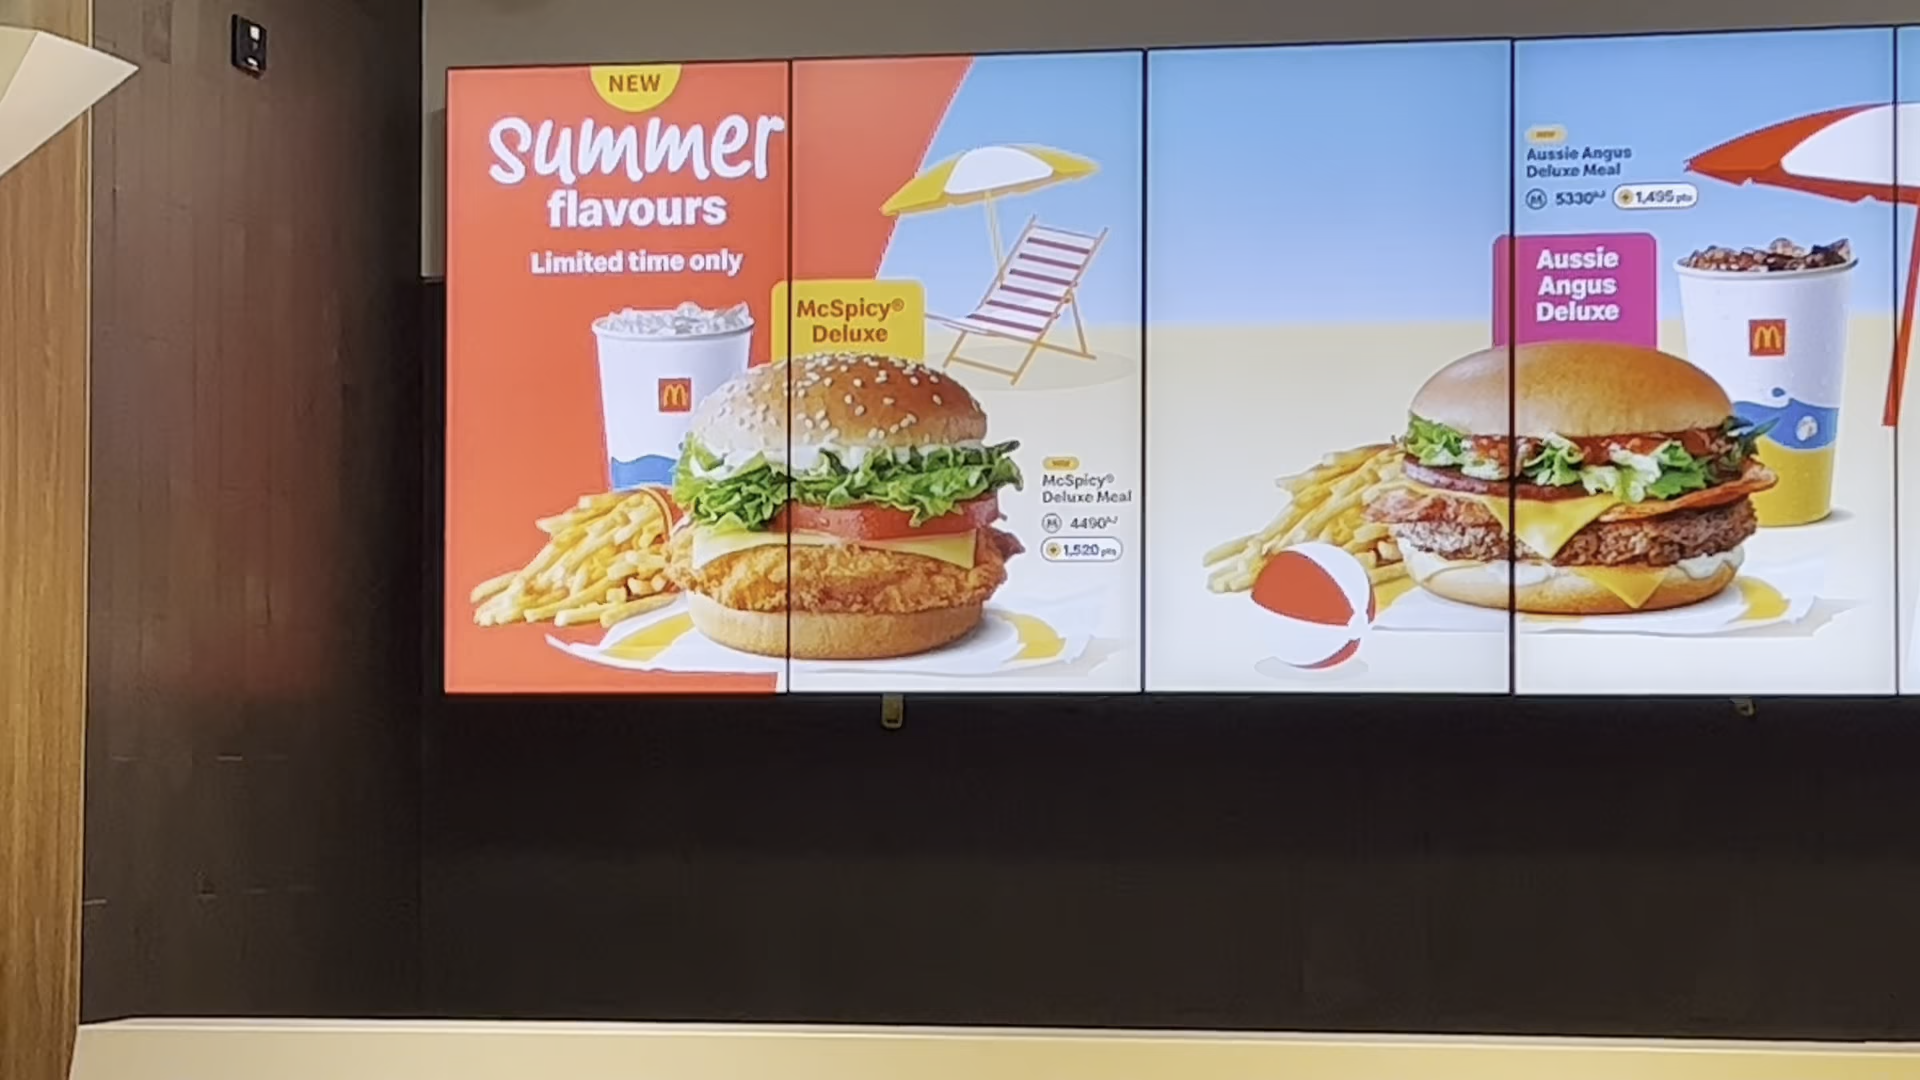 NEW
Summer
flavours
Limited time only
McSpicy®
Deluxe
McSpicy®
Deluxe Meal
M 4490kJ
1,520 pts
NEW
Aussie Angus
Deluxe Meal
M 5330kJ
1,495 pts
Aussie
Angus
Deluxe